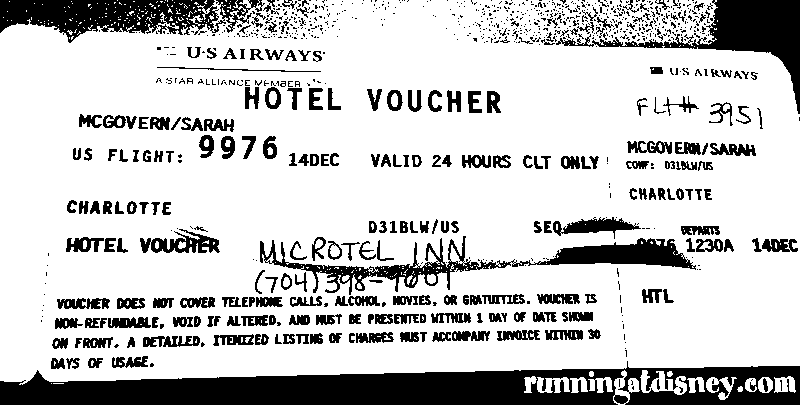 U·S AIRWAYS
A STAR ALLIANCE MEMBER
HOTEL VOUCHER
MCGOVERN/SARAH
US FLIGHT: 9976 14DEC VALID 24 HOURS CLT ONLY
CHARLOTTE
D31BLW/US SEQ
HOTEL VOUCHER MICROTEL INN
(704) 398-9601
VOUCHER DOES NOT COVER TELEPHONE CALLS, ALCOHOL, MOVIES, OR GRATUITIES. VOUCHER IS
NON-REFUNDABLE, VOID IF ALTERED, AND MUST BE PRESENTED WITHIN 1 DAY OF DATE SHOWN
ON FRONT. A DETAILED, ITEMIZED LISTING OF CHARGES MUST ACCOMPANY INVOICE WITHIN 30
DAYS OF USAGE.
U·S AIRWAYS
FLt# 3951
MCGOVERN/SARAH
CONF: D31BLW/US
CHARLOTTE
DEPARTS
9976 1230A 14DEC
HTL
runningatdisney.com